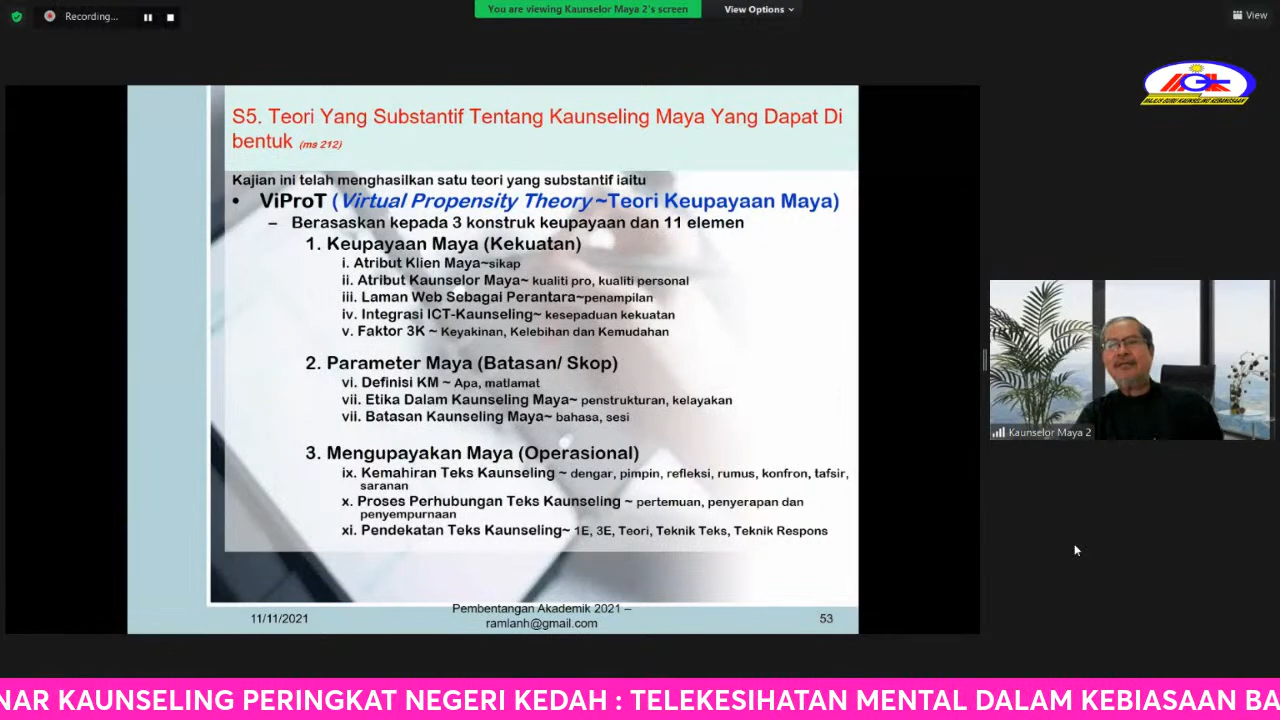 Recording...
You are viewing Kaunselor Maya 2's screen
View Options
View
MAJLIS GURU KAUNSELING KEBANGSAAN
S5. Teori Yang Substantif Tentang Kaunseling Maya Yang Dapat Di
bentuk (ms 212)
Kajian ini telah menghasilkan satu teori yang substantif iaitu
• ViProT (Virtual Propensity Theory ~Teori Keupayaan Maya)
– Berasaskan kepada 3 konstruk keupayaan dan 11 elemen
1. Keupayaan Maya (Kekuatan)
i. Atribut Klien Maya~sikap
ii. Atribut Kaunselor Maya~ kualiti pro, kualiti personal
iii. Laman Web Sebagai Perantara~penampilan
iv. Integrasi ICT-Kaunseling~ kesepaduan kekuatan
v. Faktor 3K ~ Keyakinan, Kelebihan dan Kemudahan
2. Parameter Maya (Batasan/ Skop)
vi. Definisi KM ~ Apa, matlamat
vii. Etika Dalam Kaunseling Maya~ penstrukturan, kelayakan
vii. Batasan Kaunseling Maya~ bahasa, sesi
3. Mengupayakan Maya (Operasional)
ix. Kemahiran Teks Kaunseling ~ dengar, pimpin, refleksi, rumus, konfron, tafsir,
saranan
x. Proses Perhubungan Teks Kaunseling ~ pertemuan, penyerapan dan
penyempurnaan
xi. Pendekatan Teks Kaunseling~ 1E, 3E, Teori, Teknik Teks, Teknik Respons
11/11/2021
Pembentangan Akademik 2021 –
ramlanh@gmail.com
53
Kaunselor Maya 2
NAR KAUNSELING PERINGKAT NEGERI KEDAH : TELEKESIHATAN MENTAL DALAM KEBIASAAN BA